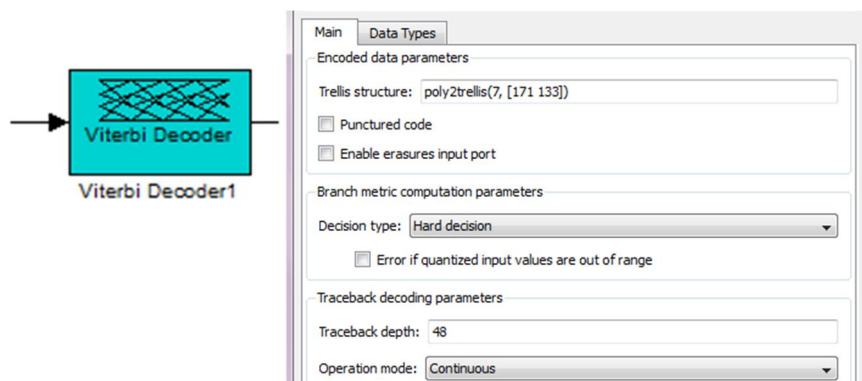 Viterbi Decoder
Viterbi Decoder1
Main
Data Types
Encoded data parameters
Trellis structure: poly2trellis(7, [171 133])
Punctured code
Enable erasures input port
Branch metric computation parameters
Decision type: Hard decision
Error if quantized input values are out of range
Traceback decoding parameters
Traceback depth: 48
Operation mode: Continuous